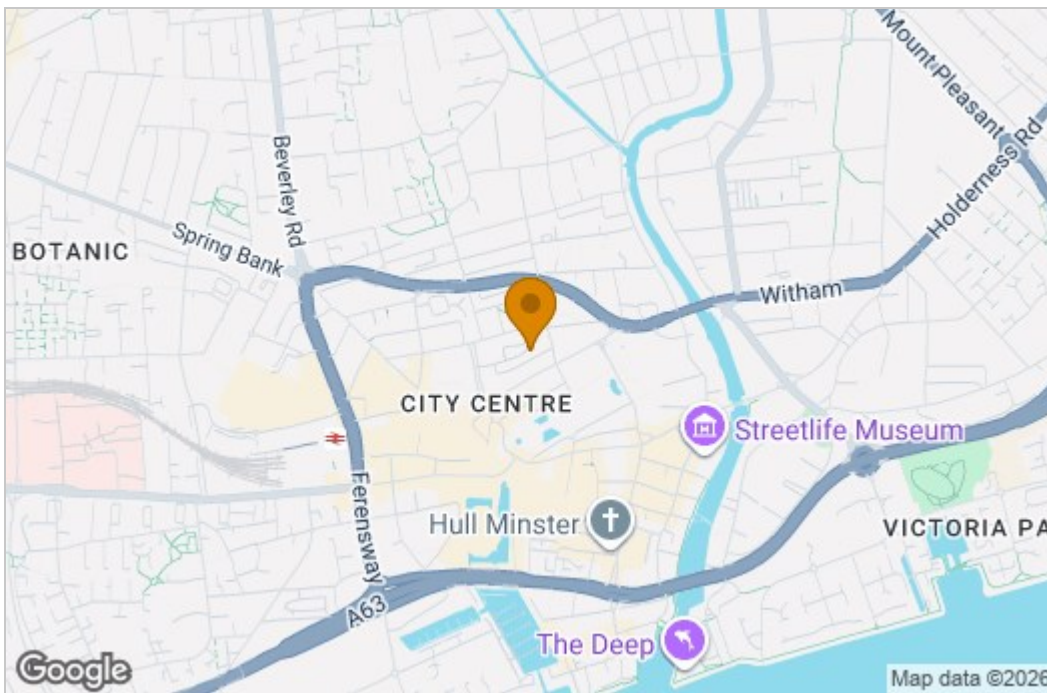 Mount Pleasant
Holderness Rd
Beverley Rd
Spring Bank
BOTANIC
Witham
CITY CENTRE
Streetlife Museum
Ferensway
Hull Minster
VICTORIA PA
A63
The Deep
Google
Map data ©2026